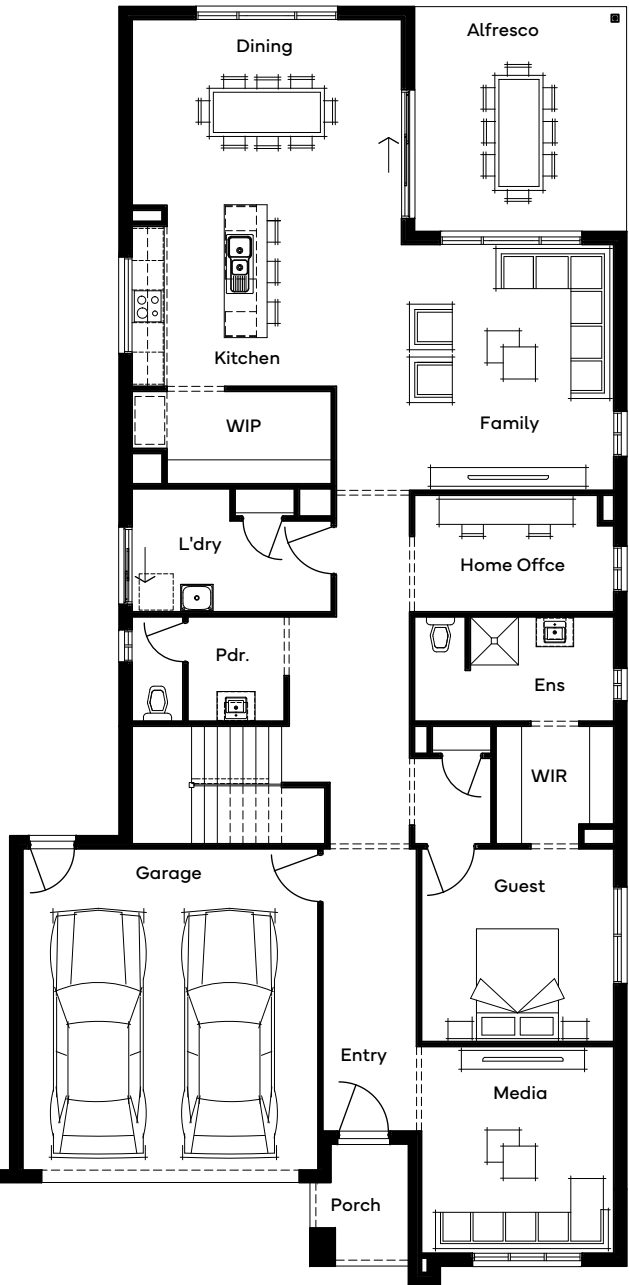 Dining
Alfresco
Kitchen
Family
WIP
L'dry
Home Offce
Pdr.
Ens
WIR
Garage
Guest
Entry
Media
Porch